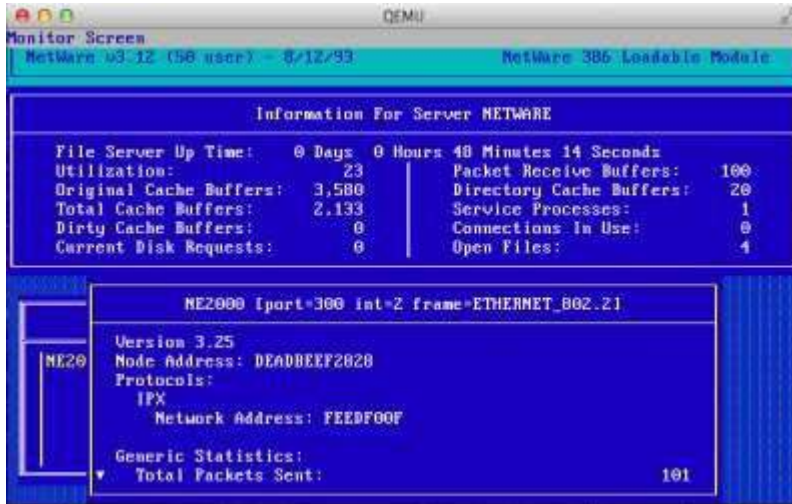 QEMU
Monitor Screen
NetWare v3.12 (50 user) - 8/12/93 NetWare 386 Loadable Module
Information For Server NETWARE
File Server Up Time: 0 Days 0 Hours 48 Minutes 14 Seconds
Utilization: 23 Packet Receive Buffers: 100
Original Cache Buffers: 3,580 Directory Cache Buffers: 20
Total Cache Buffers: 2,133 Service Processes: 1
Dirty Cache Buffers: 0 Connections In Use: 0
Current Disk Requests: 0 Open Files: 4
NE2000 [port=300 int=2 frame=ETHERNET_802.2]
Version 3.25
NE20 Node Address: DEADBEEF2828
Protocols:
IPX
Network Address: FEEDF00F
Generic Statistics:
Total Packets Sent: 101